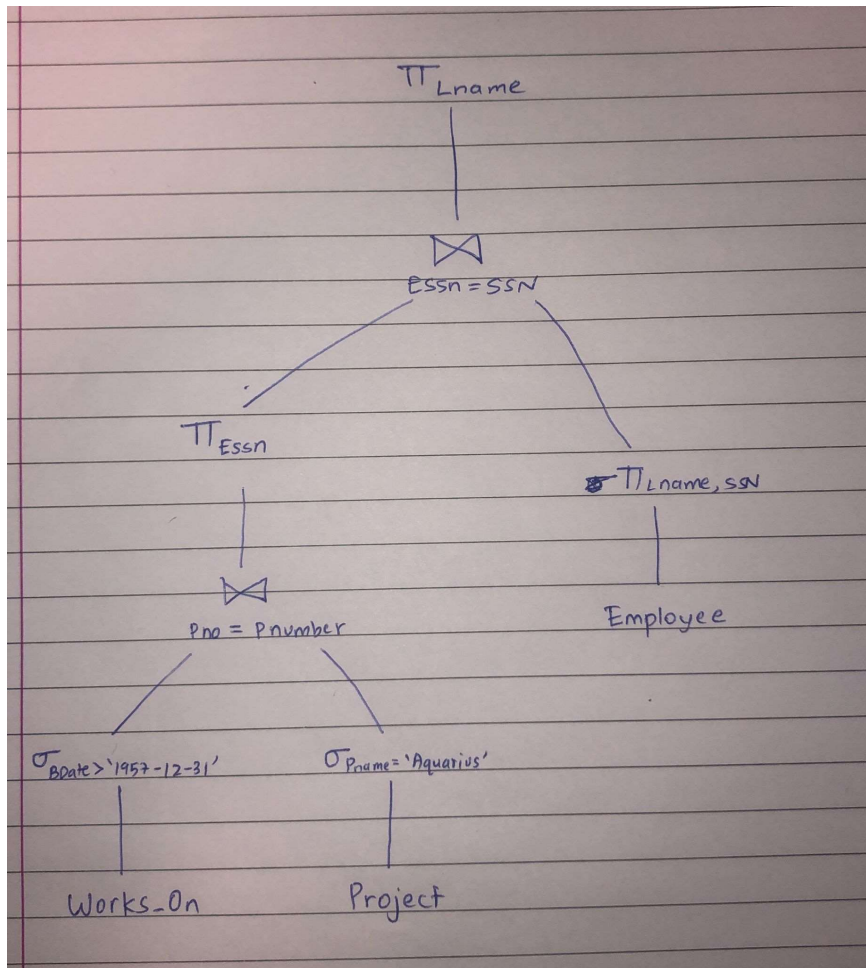 π Lname
⋈
Essn = SSN
π Essn
π Lname, SSN
⋈
Employee
Pno = Pnumber
σ BDate > '1957-12-31'
σ Pname = 'Aquarius'
Works_On
Project